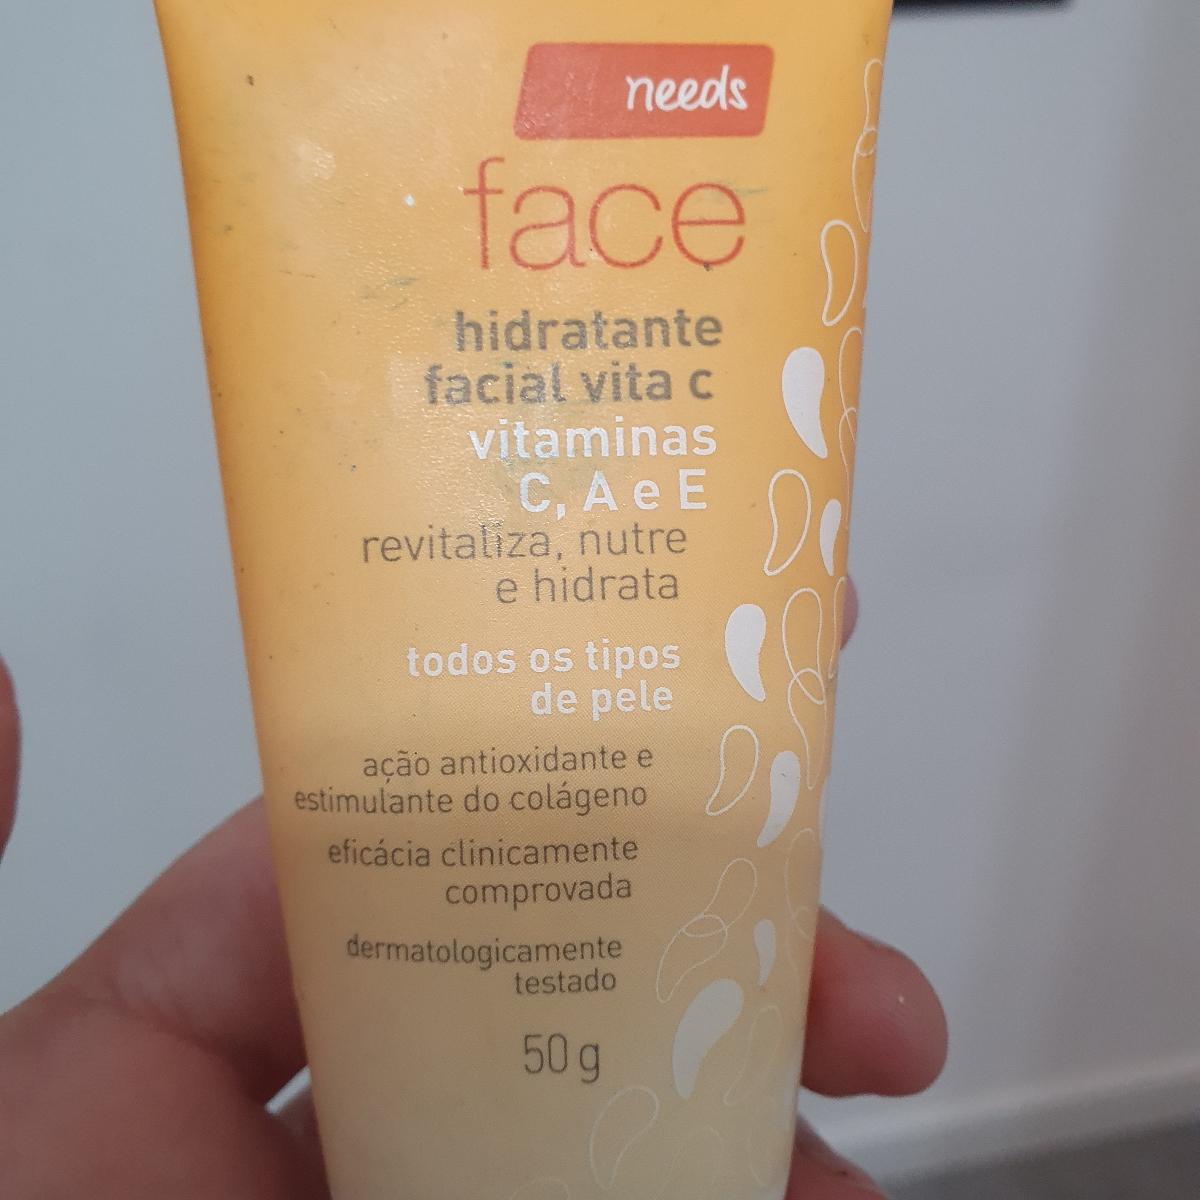 needs
face
hidratante
facial vita c
vitaminas
C, A e E
revitaliza, nutre
e hidrata
todos os tipos
de pele
ação antioxidante e
estimulante do colágeno
eficácia clinicamente
comprovada
dermatologicamente
testado
50 g